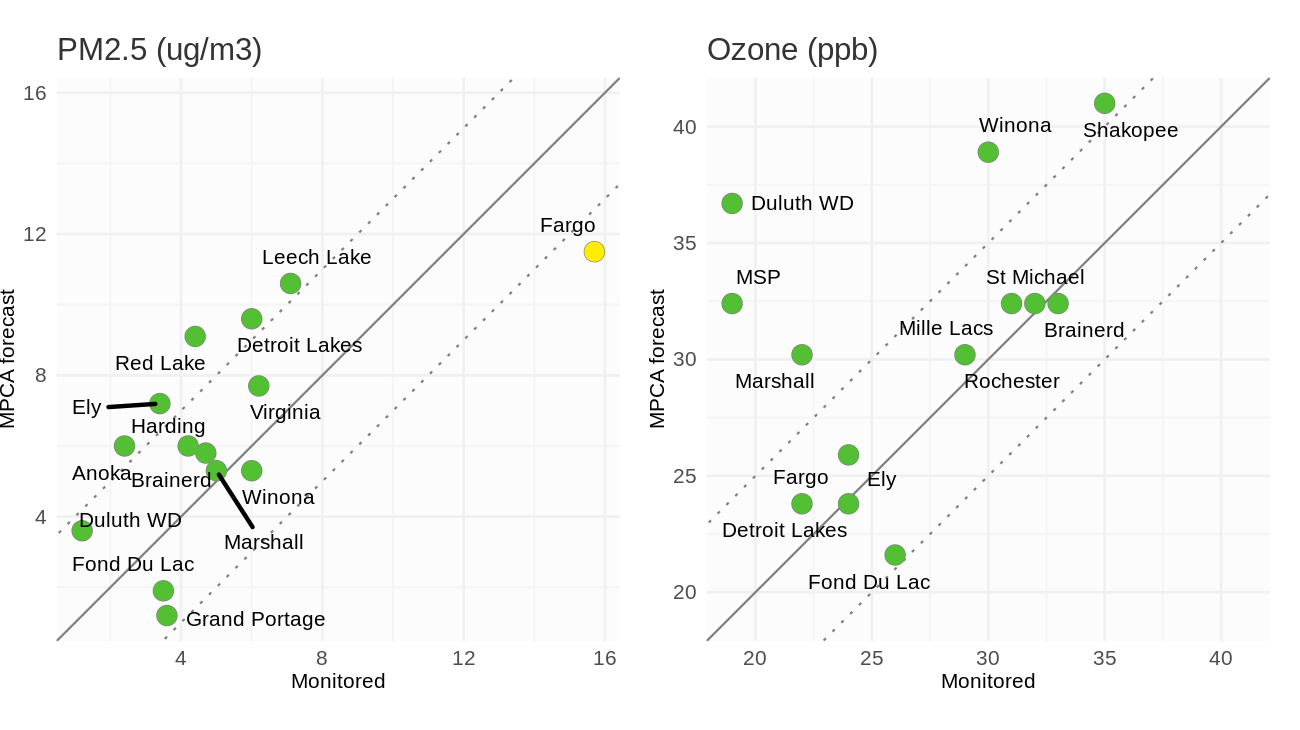 PM2.5 (ug/m3)
16
12
8
4
MPCA forecast
Fargo
Leech Lake
Detroit Lakes
Red Lake
Ely
Virginia
Harding
Anoka
Brainerd
Winona
Duluth WD
Marshall
Fond Du Lac
Grand Portage
4
8
12
16
Monitored
Ozone (ppb)
40
35
30
25
20
MPCA forecast
Winona
Shakopee
Duluth WD
MSP
St Michael
Mille Lacs
Brainerd
Marshall
Rochester
Fargo
Ely
Detroit Lakes
Fond Du Lac
20
25
30
35
40
Monitored